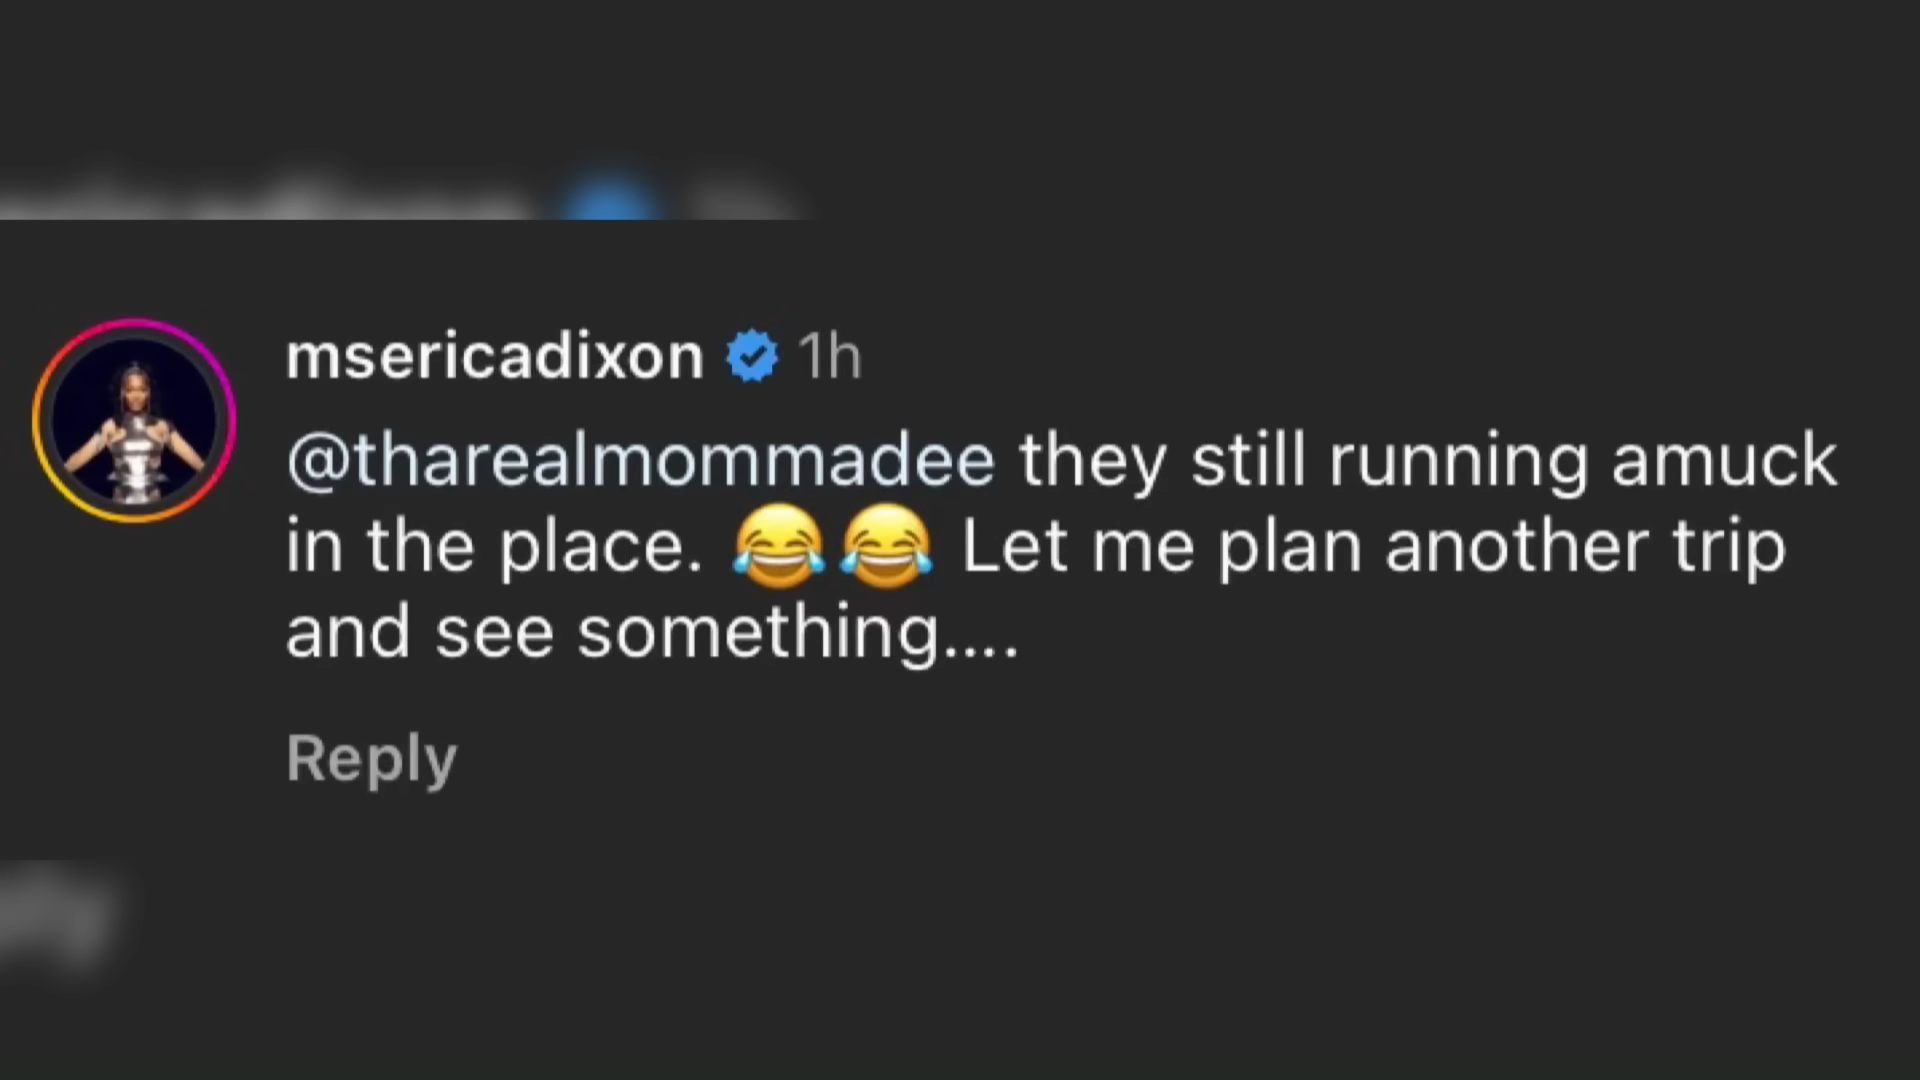 msericadixon 1h
@tharealmommadee they still running amuck
in the place. 😂😂 Let me plan another trip
and see something....
Reply